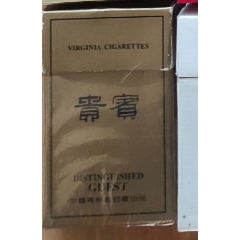 VIRGINIA CIGARETTES
貴賓
DISTINGUISHED
GUEST